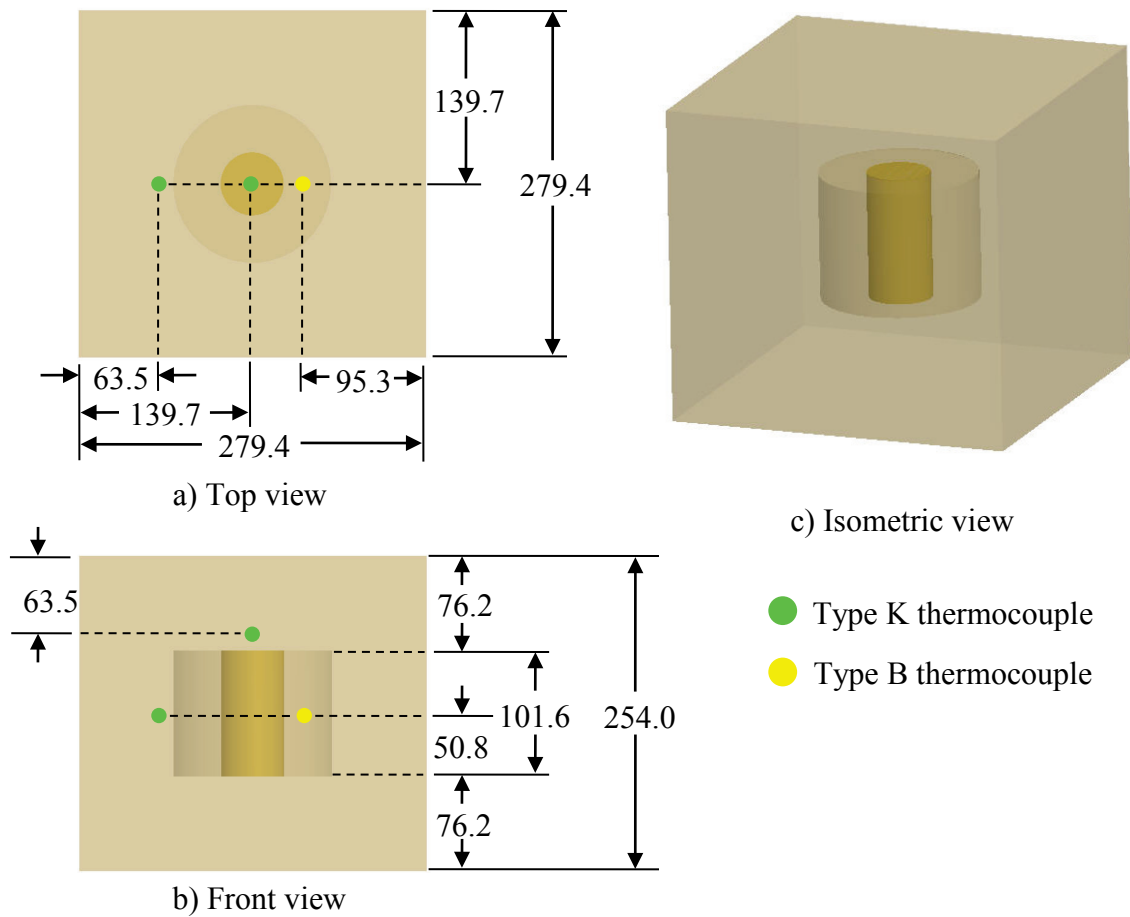 139.7
279.4
63.5
95.3
139.7
279.4
a) Top view
c) Isometric view
63.5
76.2
Type K thermocouple
Type B thermocouple
101.6
254.0
50.8
76.2
b) Front view